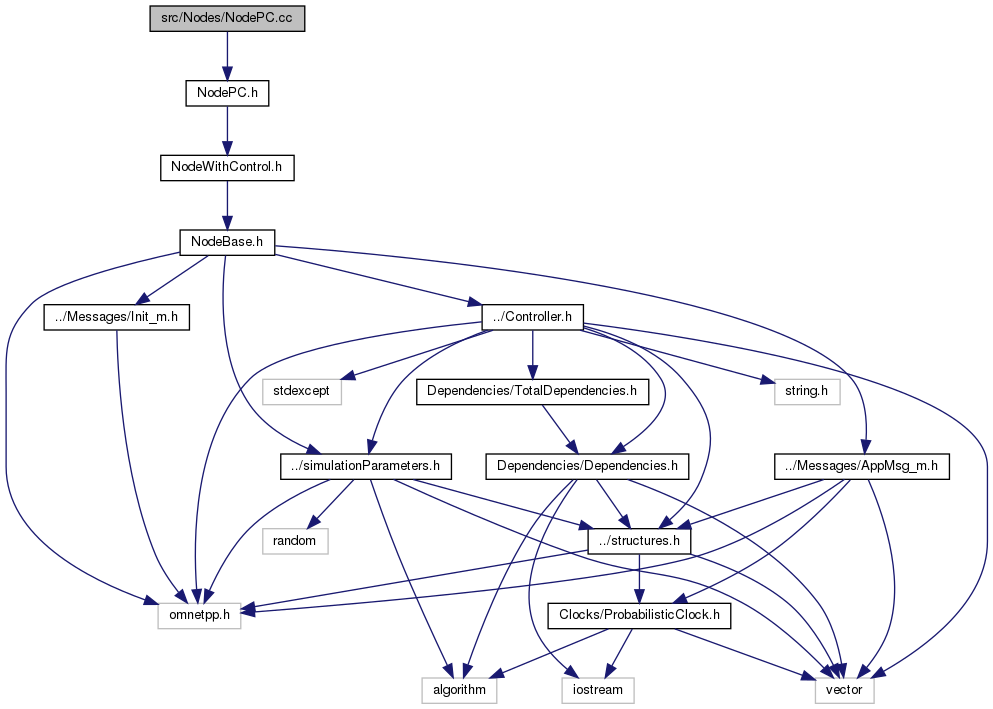 src/Nodes/NodePC.cc
NodePC.h
NodeWithControl.h
NodeBase.h
../Messages/Init_m.h
../Controller.h
stdexcept
Dependencies/TotalDependencies.h
string.h
../simulationParameters.h
Dependencies/Dependencies.h
../Messages/AppMsg_m.h
random
../structures.h
omnetpp.h
Clocks/ProbabilisticClock.h
algorithm
iostream
vector